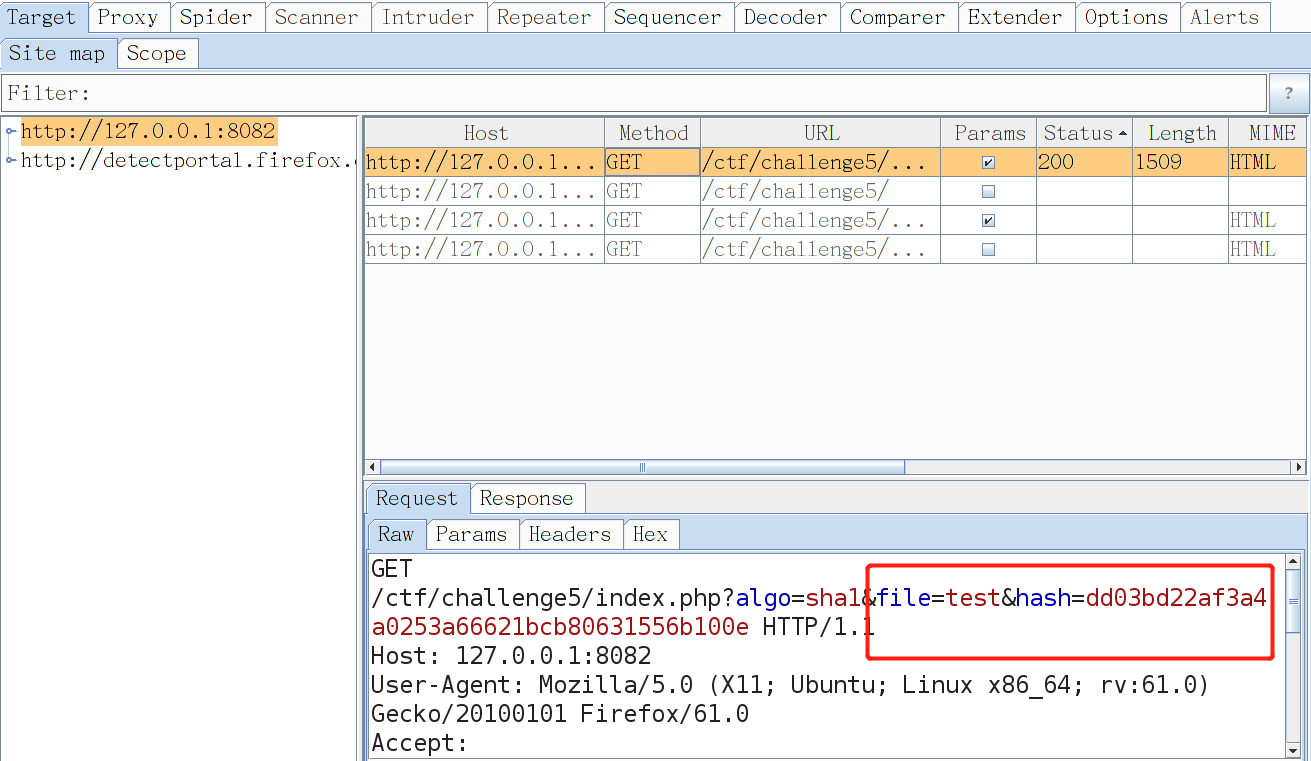 Target Proxy Spider Scanner Intruder Repeater Sequencer Decoder Comparer Extender Options Alerts
Site map Scope
Filter:
?
http://127.0.0.1:8082
http://detectportal.firefox.
Host Method URL Params Status Length MIME
http://127.0.0.1... GET /ctf/challenge5/... 200 1509 HTML
http://127.0.0.1... GET /ctf/challenge5/
http://127.0.0.1... GET /ctf/challenge5/... HTML
http://127.0.0.1... GET /ctf/challenge5/... HTML
Request Response
Raw Params Headers Hex
GET
/ctf/challenge5/index.php?algo=sha1&file=test&hash=dd03bd22af3a4
a0253a66621bcb80631556b100e HTTP/1.1
Host: 127.0.0.1:8082
User-Agent: Mozilla/5.0 (X11; Ubuntu; Linux x86_64; rv:61.0)
Gecko/20100101 Firefox/61.0
Accept: